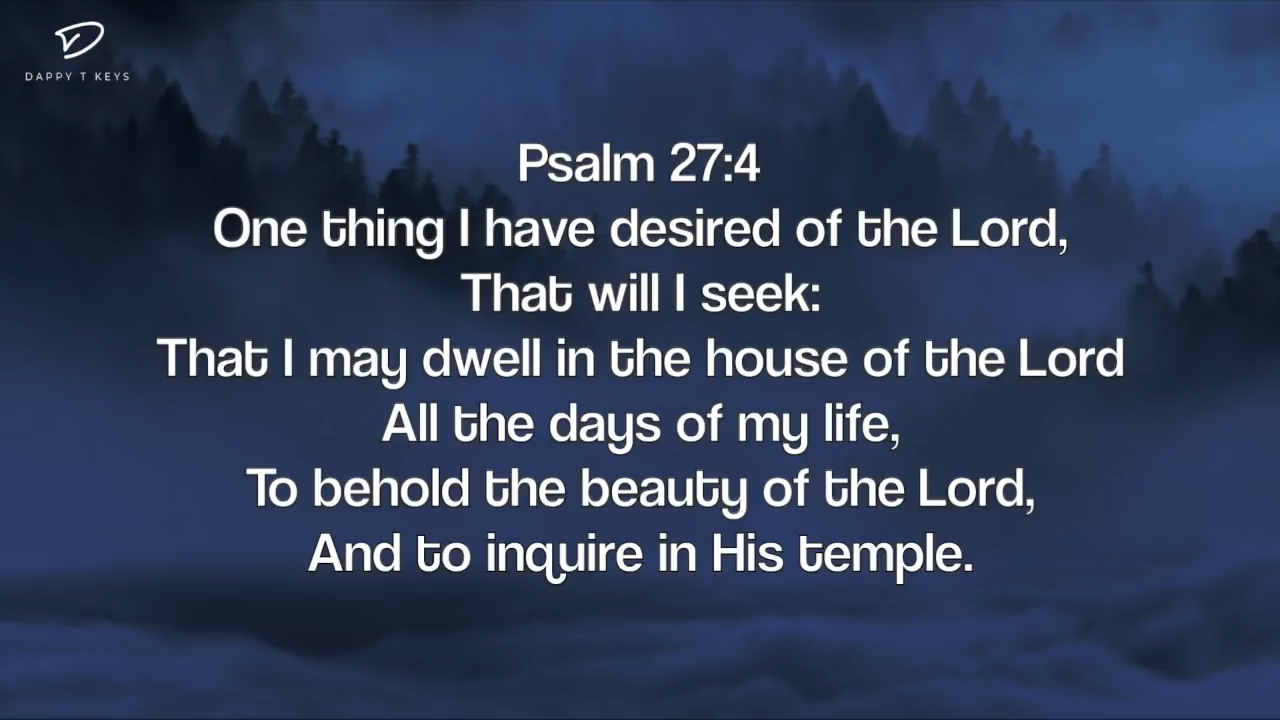 DAPPY T KEYS
Psalm 27:4
One thing I have desired of the Lord,
That will I seek:
That I may dwell in the house of the Lord
All the days of my life,
To behold the beauty of the Lord,
And to inquire in His temple.